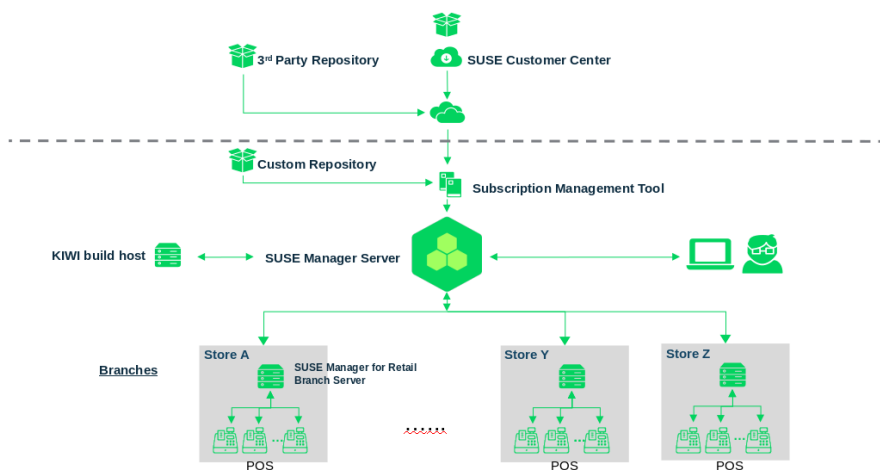 3rd Party Repository
SUSE Customer Center
Custom Repository
Subscription Management Tool
KIWI build host
SUSE Manager Server
Branches
Store A
SUSE Manager for Retail
Branch Server
...
POS
......
Store Y
...
POS
Store Z
...
POS